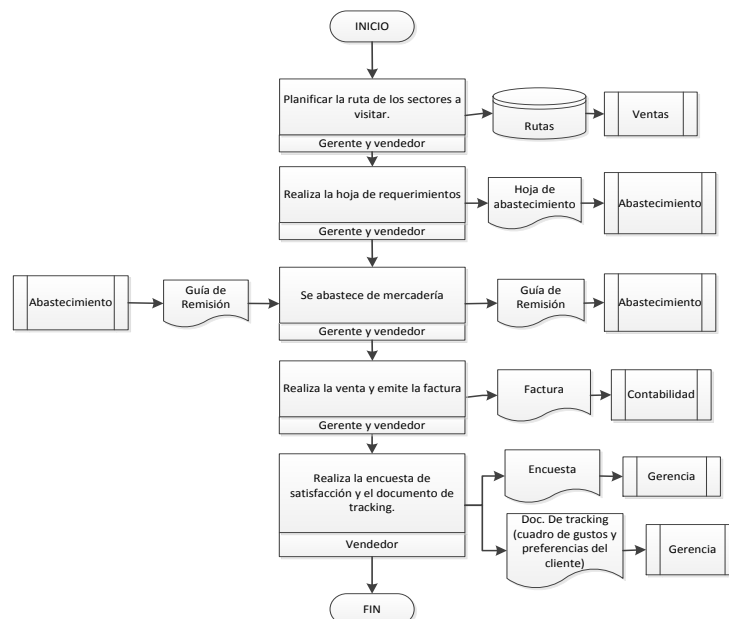 INICIO
Planificar la ruta de los sectores a
visitar.
Gerente y vendedor
Rutas
Ventas
Realiza la hoja de requerimientos
Gerente y vendedor
Hoja de
abastecimiento
Abastecimiento
Abastecimiento
Guía de
Remisión
Se abastece de mercadería
Gerente y vendedor
Guía de
Remisión
Abastecimiento
Realiza la venta y emite la factura
Gerente y vendedor
Factura
Contabilidad
Realiza la encuesta de
satisfacción y el documento de
tracking.
Vendedor
Encuesta
Gerencia
Doc. De tracking
(cuadro de gustos y
preferencias del
cliente)
Gerencia
FIN